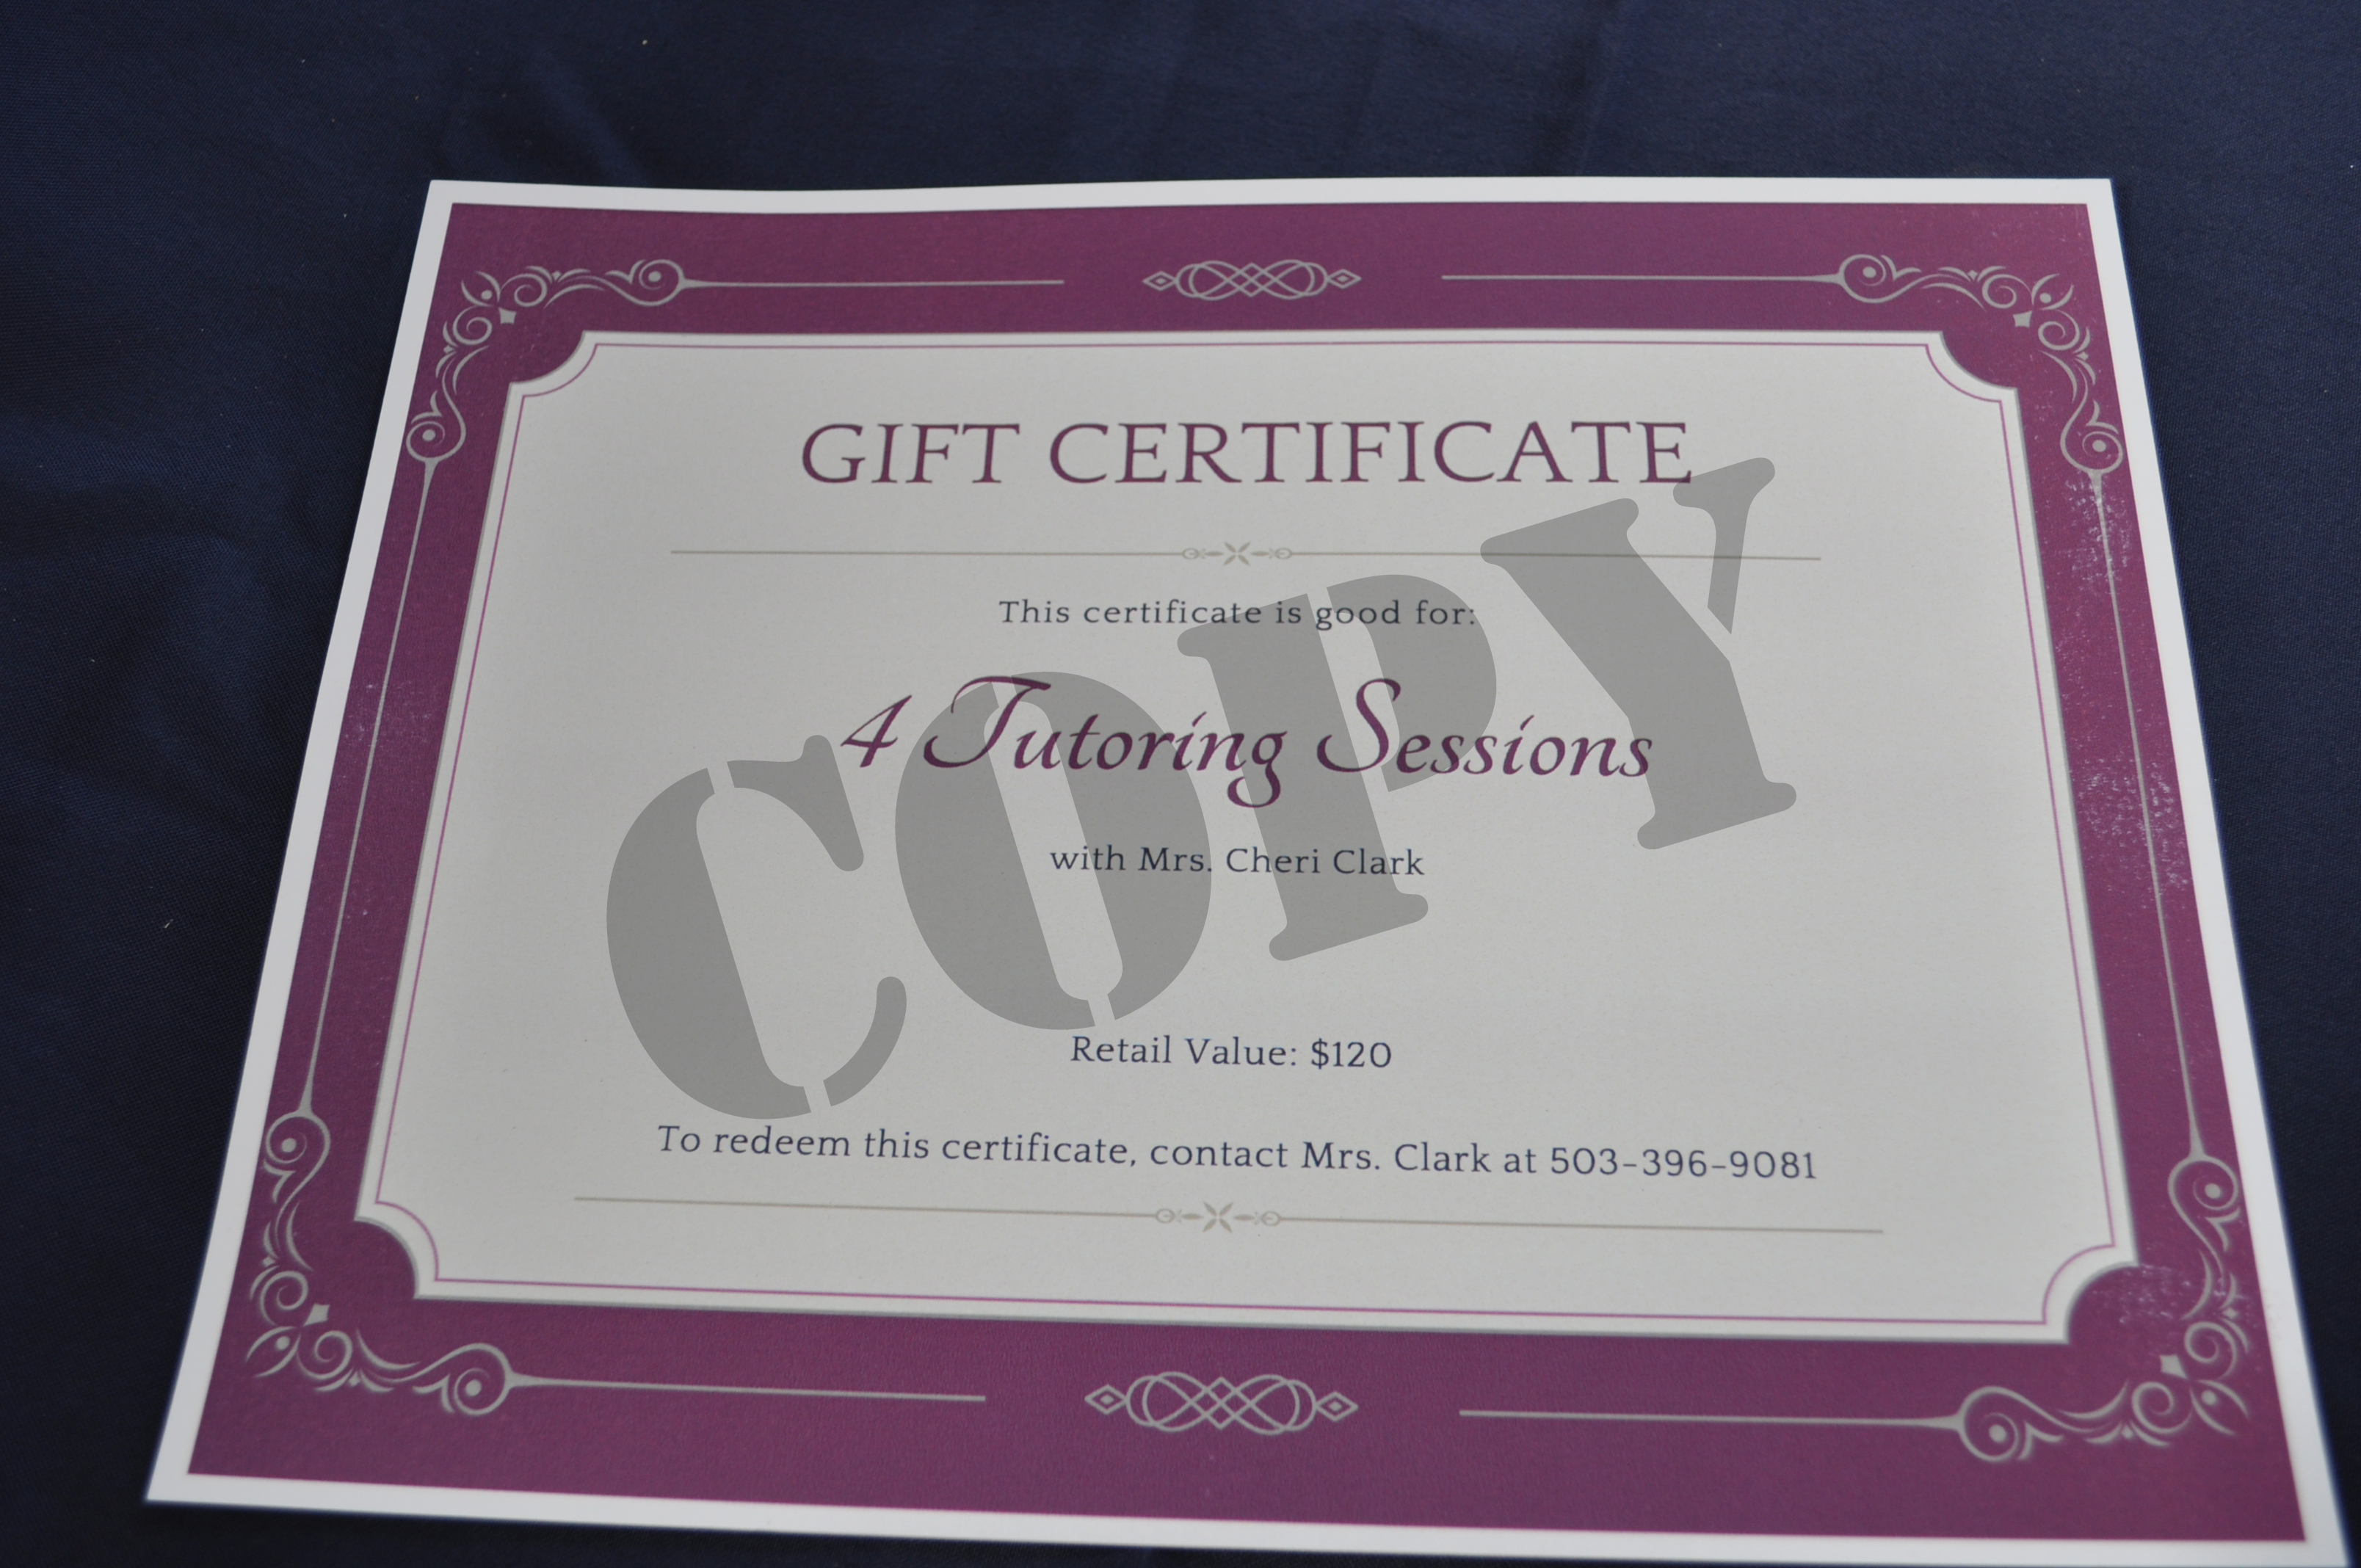 GIFT CERTIFICATE
This certificate is good for:
4 Tutoring Sessions
with Mrs. Cheri Clark
COPY
Retail Value: $120
To redeem this certificate, contact Mrs. Clark at 503-396-9081